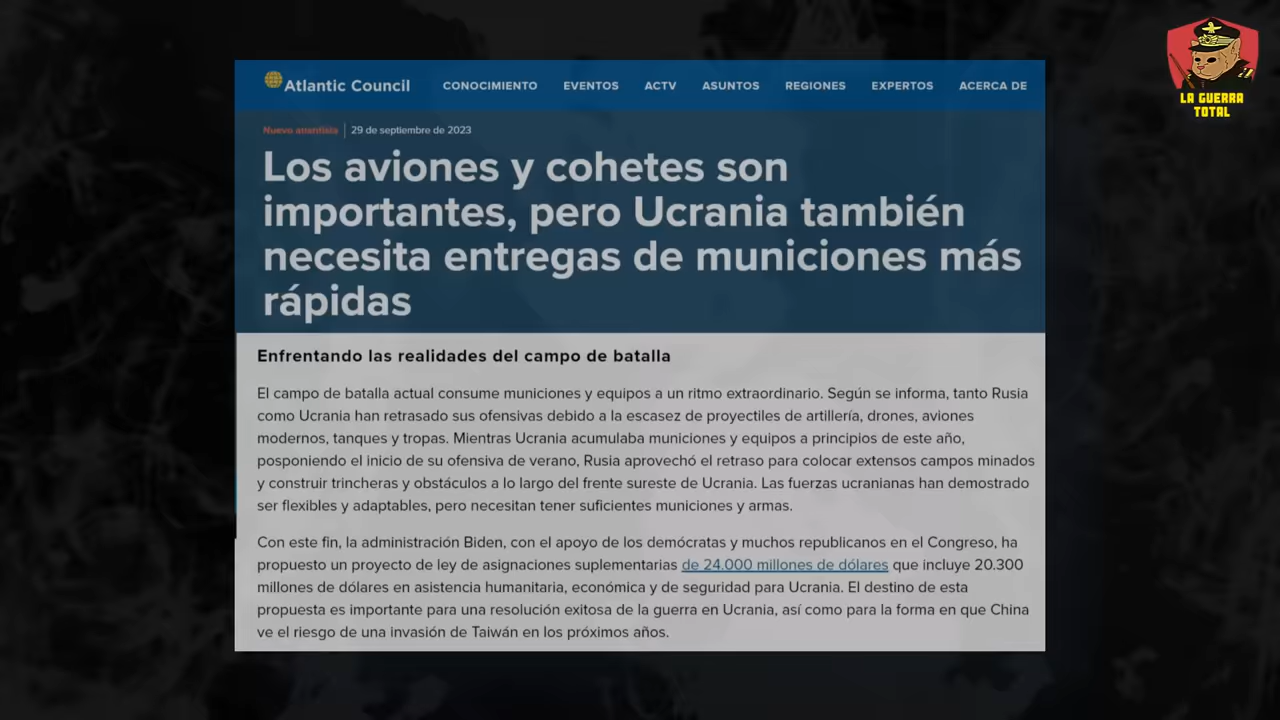 Atlantic Council
CONOCIMIENTO EVENTOS ACTV ASUNTOS REGIONES EXPERTOS ACERCA DE
LA GUERRA
TOTAL
Nuevo atlantista | 29 de septiembre de 2023
Los aviones y cohetes son
importantes, pero Ucrania también
necesita entregas de municiones más
rápidas
Enfrentando las realidades del campo de batalla
El campo de batalla actual consume municiones y equipos a un ritmo extraordinario. Según se informa, tanto Rusia
como Ucrania han retrasado sus ofensivas debido a la escasez de proyectiles de artillería, drones, aviones
modernos, tanques y tropas. Mientras Ucrania acumulaba municiones y equipos a principios de este año,
posponiendo el inicio de su ofensiva de verano, Rusia aprovechó el retraso para colocar extensos campos minados
y construir trincheras y obstáculos a lo largo del frente sureste de Ucrania. Las fuerzas ucranianas han demostrado
ser flexibles y adaptables, pero necesitan tener suficientes municiones y armas.
Con este fin, la administración Biden, con el apoyo de los demócratas y muchos republicanos en el Congreso, ha
propuesto un proyecto de ley de asignaciones suplementarias de 24.000 millones de dólares que incluye 20.300
millones de dólares en asistencia humanitaria, económica y de seguridad para Ucrania. El destino de esta
propuesta es importante para una resolución exitosa de la guerra en Ucrania, así como para la forma en que China
ve el riesgo de una invasión de Taiwán en los próximos años.